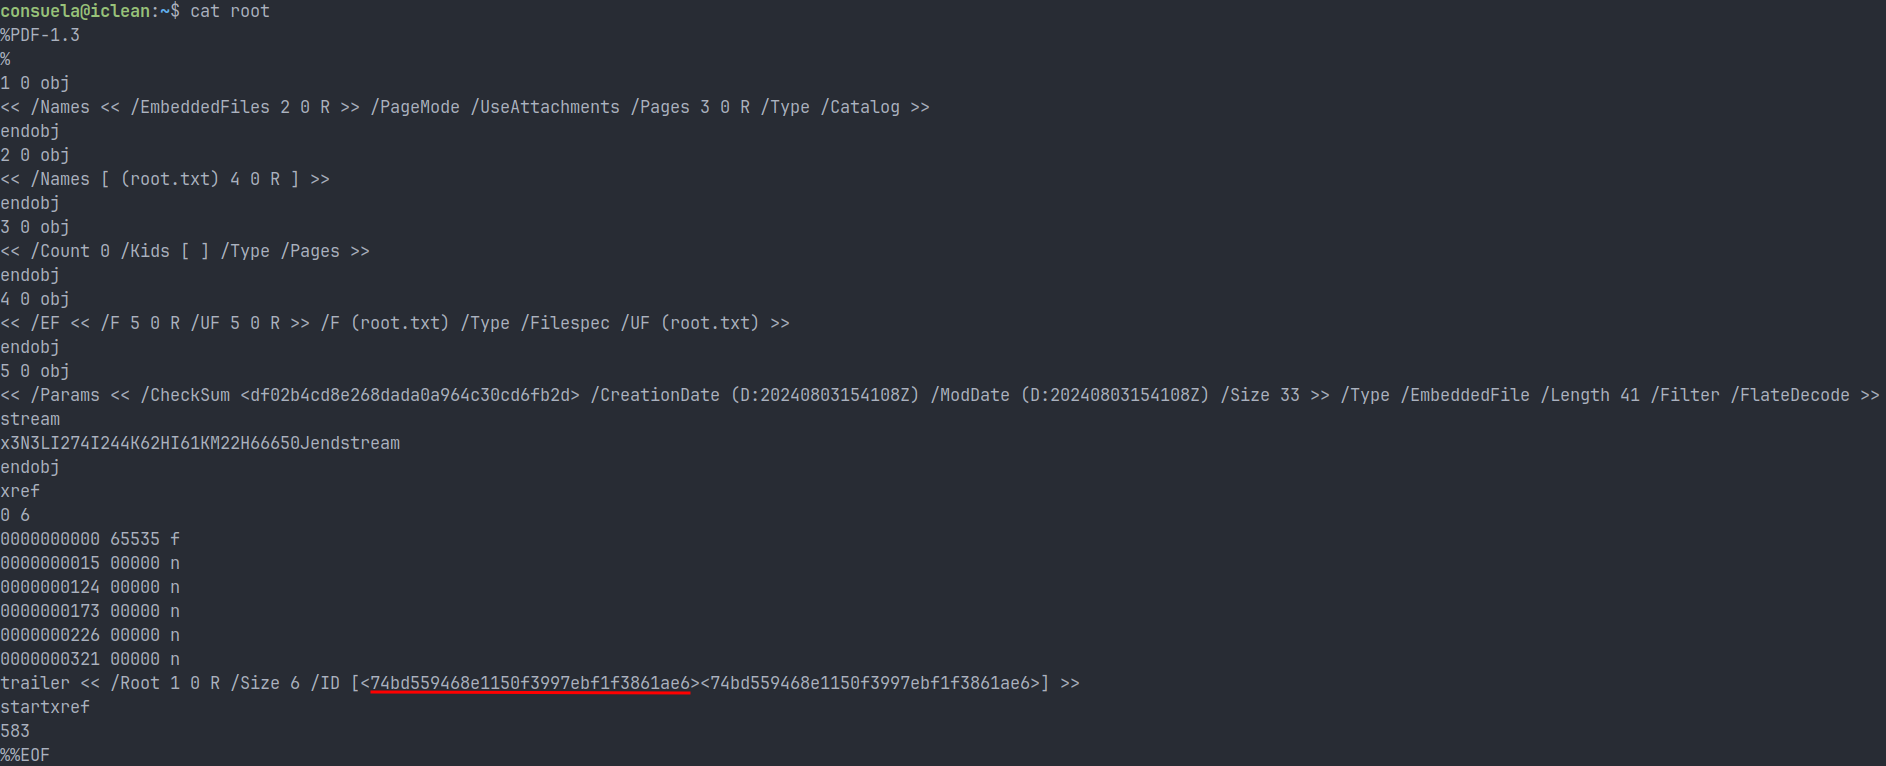 consuela@iclean:~$ cat root
%PDF-1.3
%
1 0 obj
<< /Names << /EmbeddedFiles 2 0 R >> /PageMode /UseAttachments /Pages 3 0 R /Type /Catalog >>
endobj
2 0 obj
<< /Names [ (root.txt) 4 0 R ] >>
endobj
3 0 obj
<< /Count 0 /Kids [ ] /Type /Pages >>
endobj
4 0 obj
<< /EF << /F 5 0 R /UF 5 0 R >> /F (root.txt) /Type /Filespec /UF (root.txt) >>
endobj
5 0 obj
<< /Params << /CheckSum <df02b4cd8e268dada0a964c30cd6fb2d> /CreationDate (D:20240803154108Z) /ModDate (D:20240803154108Z) /Size 33 >> /Type /EmbeddedFile /Length 41 /Filter /FlateDecode >>
stream
x3N3LI274I244K62HI61KM22H66650Jendstream
endobj
xref
0 6
0000000000 65535 f
0000000015 00000 n
0000000124 00000 n
0000000173 00000 n
0000000226 00000 n
0000000321 00000 n
trailer << /Root 1 0 R /Size 6 /ID [<74bd559468e1150f3997ebf1f3861ae6><74bd559468e1150f3997ebf1f3861ae6>] >>
startxref
583
%%EOF